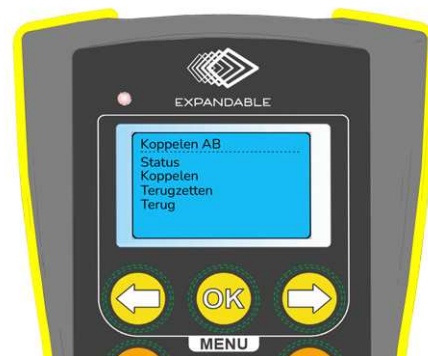 EXPANDABLE
Koppelen AB
Status
Koppelen
Terugzetten
Terug
OK
MENU